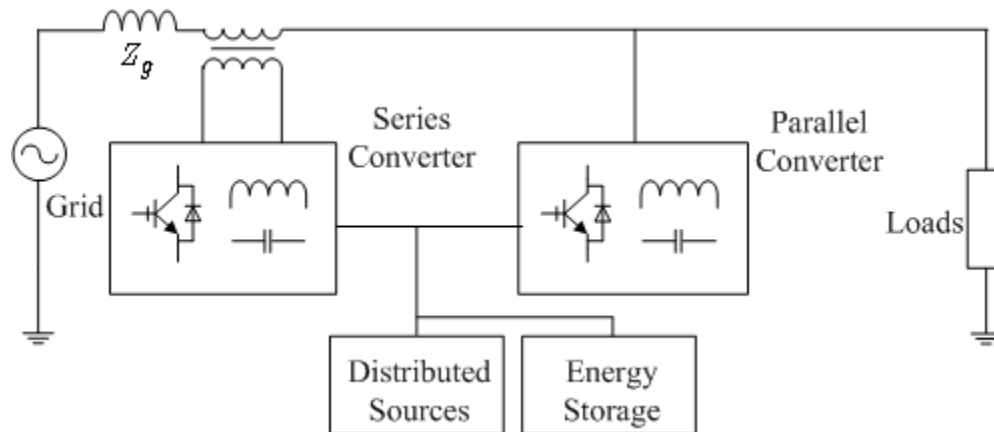 Z_g
Series
Converter
Parallel
Converter
Grid
Loads
Distributed
Sources
Energy
Storage